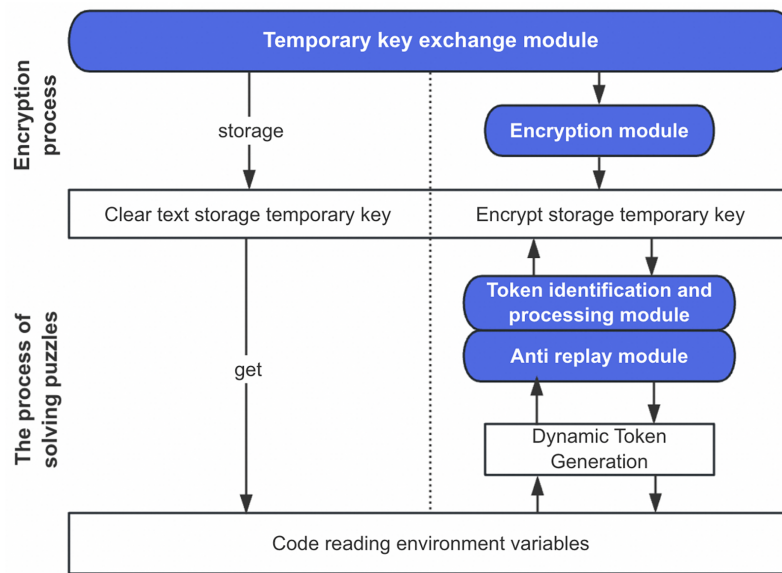 Temporary key exchange module
Encryption
process
storage
Encryption module
Clear text storage temporary key
Encrypt storage temporary key
The process of
solving puzzles
Token identification and
processing module
Anti replay module
get
Dynamic Token
Generation
Code reading environment variables